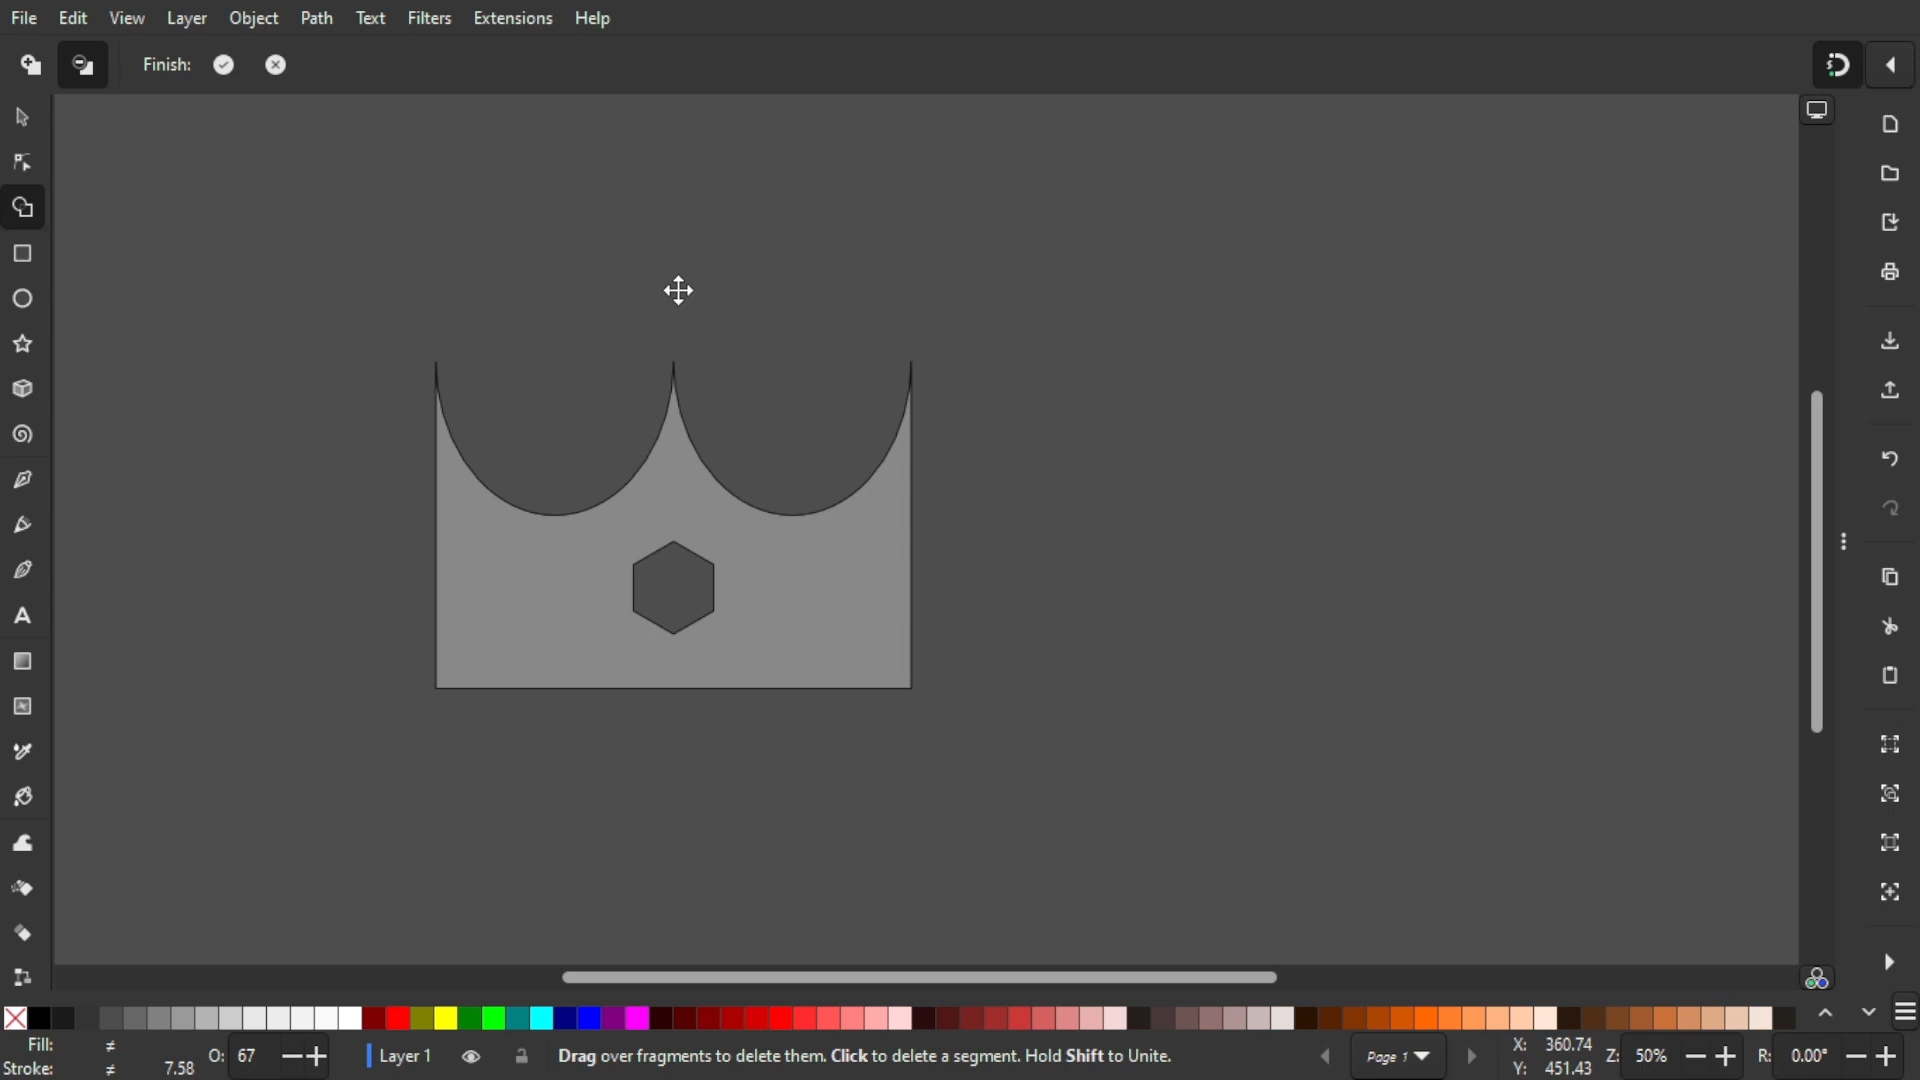 File Edit View Layer Object Path Text Filters Extensions Help
Finish:
Fill: ≠
Stroke: ≠ 7.58
O: 67
Layer 1
Drag over fragments to delete them. Click to delete a segment. Hold Shift to Unite.
Page 1
X: 360.74
Y: 451.43
Z: 50%
R: 0.00°